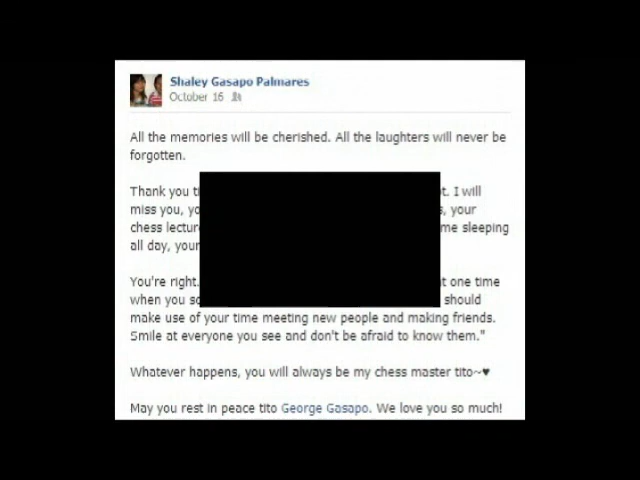 Shaley Gasapo Palmares
October 16
All the memories will be cherished. All the laughters will never be
forgotten.
Thank you I will
miss you, your
chess me sleeping
all day,
You're right. one time
when you should
make use of your time meeting new people and making friends.
Smile at everyone you see and don't be afraid to know them."
Whatever happens, you will always be my chess master tito~♥
May you rest in peace tito George Gasapo. We love you so much!